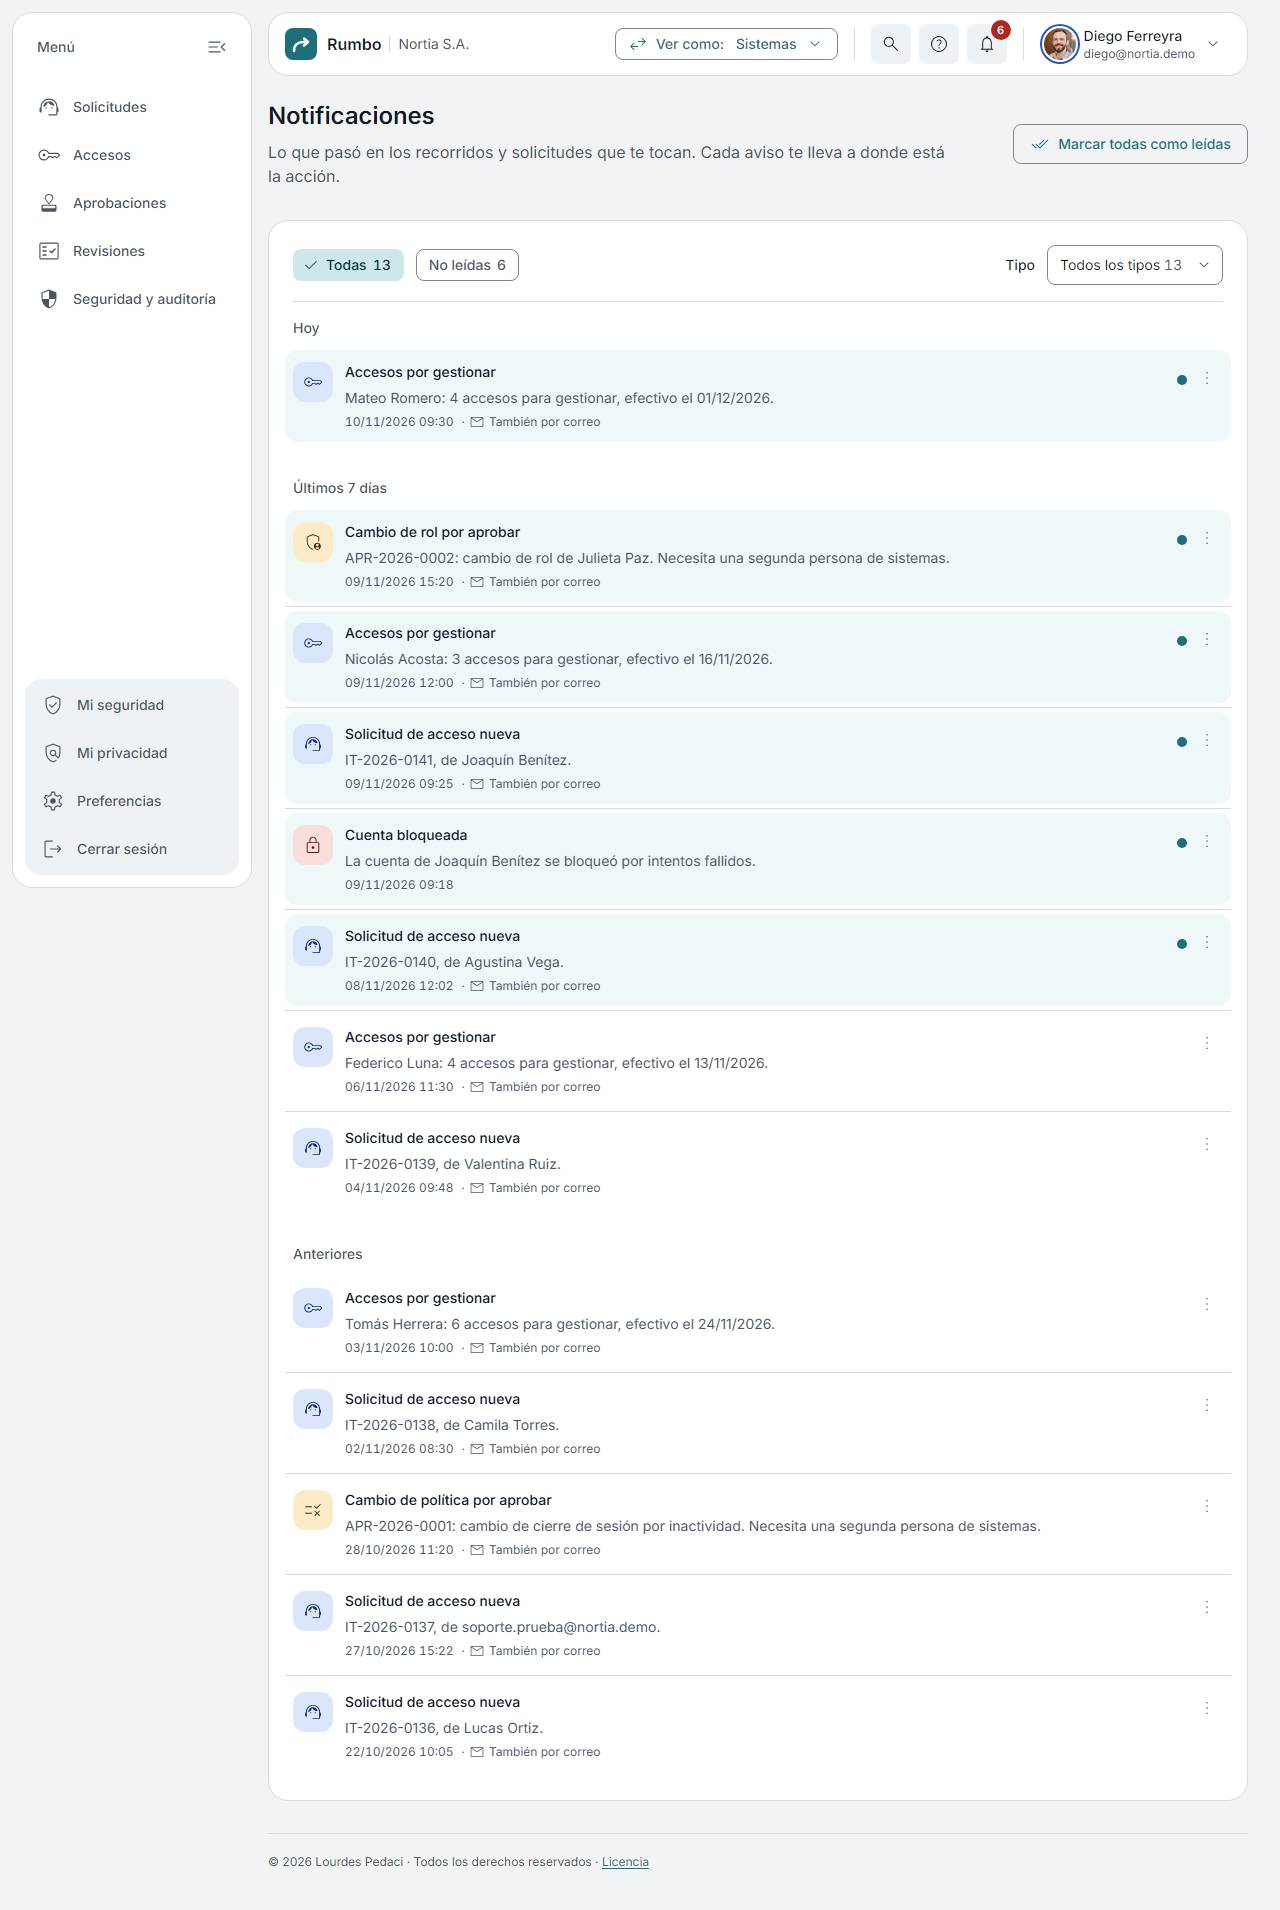 Menú
Solicitudes
Accesos
Aprobaciones
Revisiones
Seguridad y auditoría
Mi seguridad
Mi privacidad
Preferencias
Cerrar sesión
Rumbo Nortia S.A.
Ver como: Sistemas
6
Diego Ferreyra
diego@nortia.demo
Notificaciones
Lo que pasó en los recorridos y solicitudes que te tocan. Cada aviso te lleva a donde está
la acción.
Marcar todas como leídas
Todas 13
No leídas 6
Tipo
Todos los tipos 13
Hoy
Accesos por gestionar
Mateo Romero: 4 accesos para gestionar, efectivo el 01/12/2026.
10/11/2026 09:30 · También por correo
Últimos 7 días
Cambio de rol por aprobar
APR-2026-0002: cambio de rol de Julieta Paz. Necesita una segunda persona de sistemas.
09/11/2026 15:20 · También por correo
Accesos por gestionar
Nicolás Acosta: 3 accesos para gestionar, efectivo el 16/11/2026.
09/11/2026 12:00 · También por correo
Solicitud de acceso nueva
IT-2026-0141, de Joaquín Benítez.
09/11/2026 09:25 · También por correo
Cuenta bloqueada
La cuenta de Joaquín Benítez se bloqueó por intentos fallidos.
09/11/2026 09:18
Solicitud de acceso nueva
IT-2026-0140, de Agustina Vega.
08/11/2026 12:02 · También por correo
Accesos por gestionar
Federico Luna: 4 accesos para gestionar, efectivo el 13/11/2026.
06/11/2026 11:30 · También por correo
Solicitud de acceso nueva
IT-2026-0139, de Valentina Ruiz.
04/11/2026 09:48 · También por correo
Anteriores
Accesos por gestionar
Tomás Herrera: 6 accesos para gestionar, efectivo el 24/11/2026.
03/11/2026 10:00 · También por correo
Solicitud de acceso nueva
IT-2026-0138, de Camila Torres.
02/11/2026 08:30 · También por correo
Cambio de política por aprobar
APR-2026-0001: cambio de cierre de sesión por inactividad. Necesita una segunda persona de sistemas.
28/10/2026 11:20 · También por correo
Solicitud de acceso nueva
IT-2026-0137, de soporte.prueba@nortia.demo.
27/10/2026 15:22 · También por correo
Solicitud de acceso nueva
IT-2026-0136, de Lucas Ortiz.
22/10/2026 10:05 · También por correo
© 2026 Lourdes Pedaci · Todos los derechos reservados · Licencia